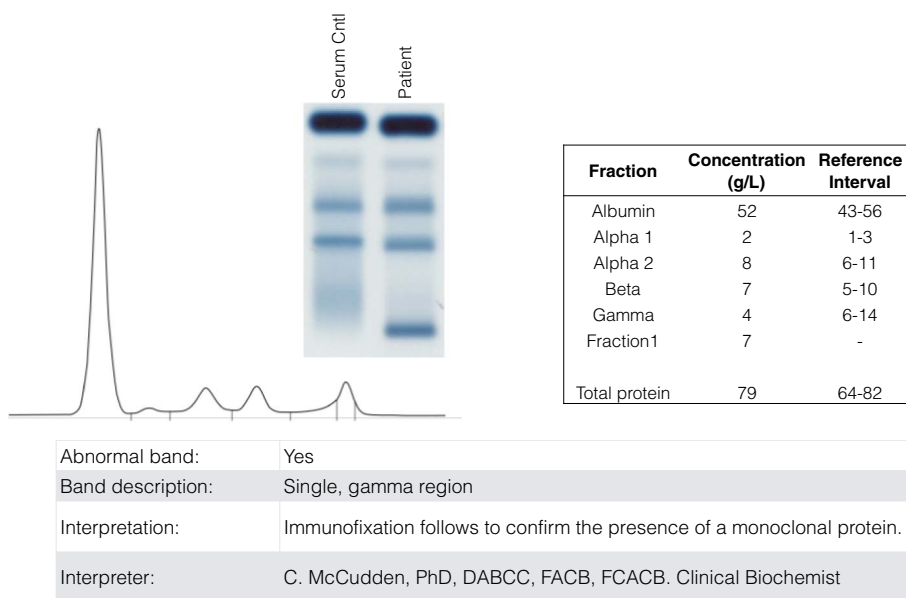 Serum Cntl
Patient
Fraction Concentration (g/L) Reference Interval
Albumin 52 43-56
Alpha 1 2 1-3
Alpha 2 8 6-11
Beta 7 5-10
Gamma 4 6-14
Fraction1 7 -
Total protein 79 64-82
Abnormal band: Yes
Band description: Single, gamma region
Interpretation: Immunofixation follows to confirm the presence of a monoclonal protein.
Interpreter: C. McCudden, PhD, DABCC, FACB, FCACB. Clinical Biochemist